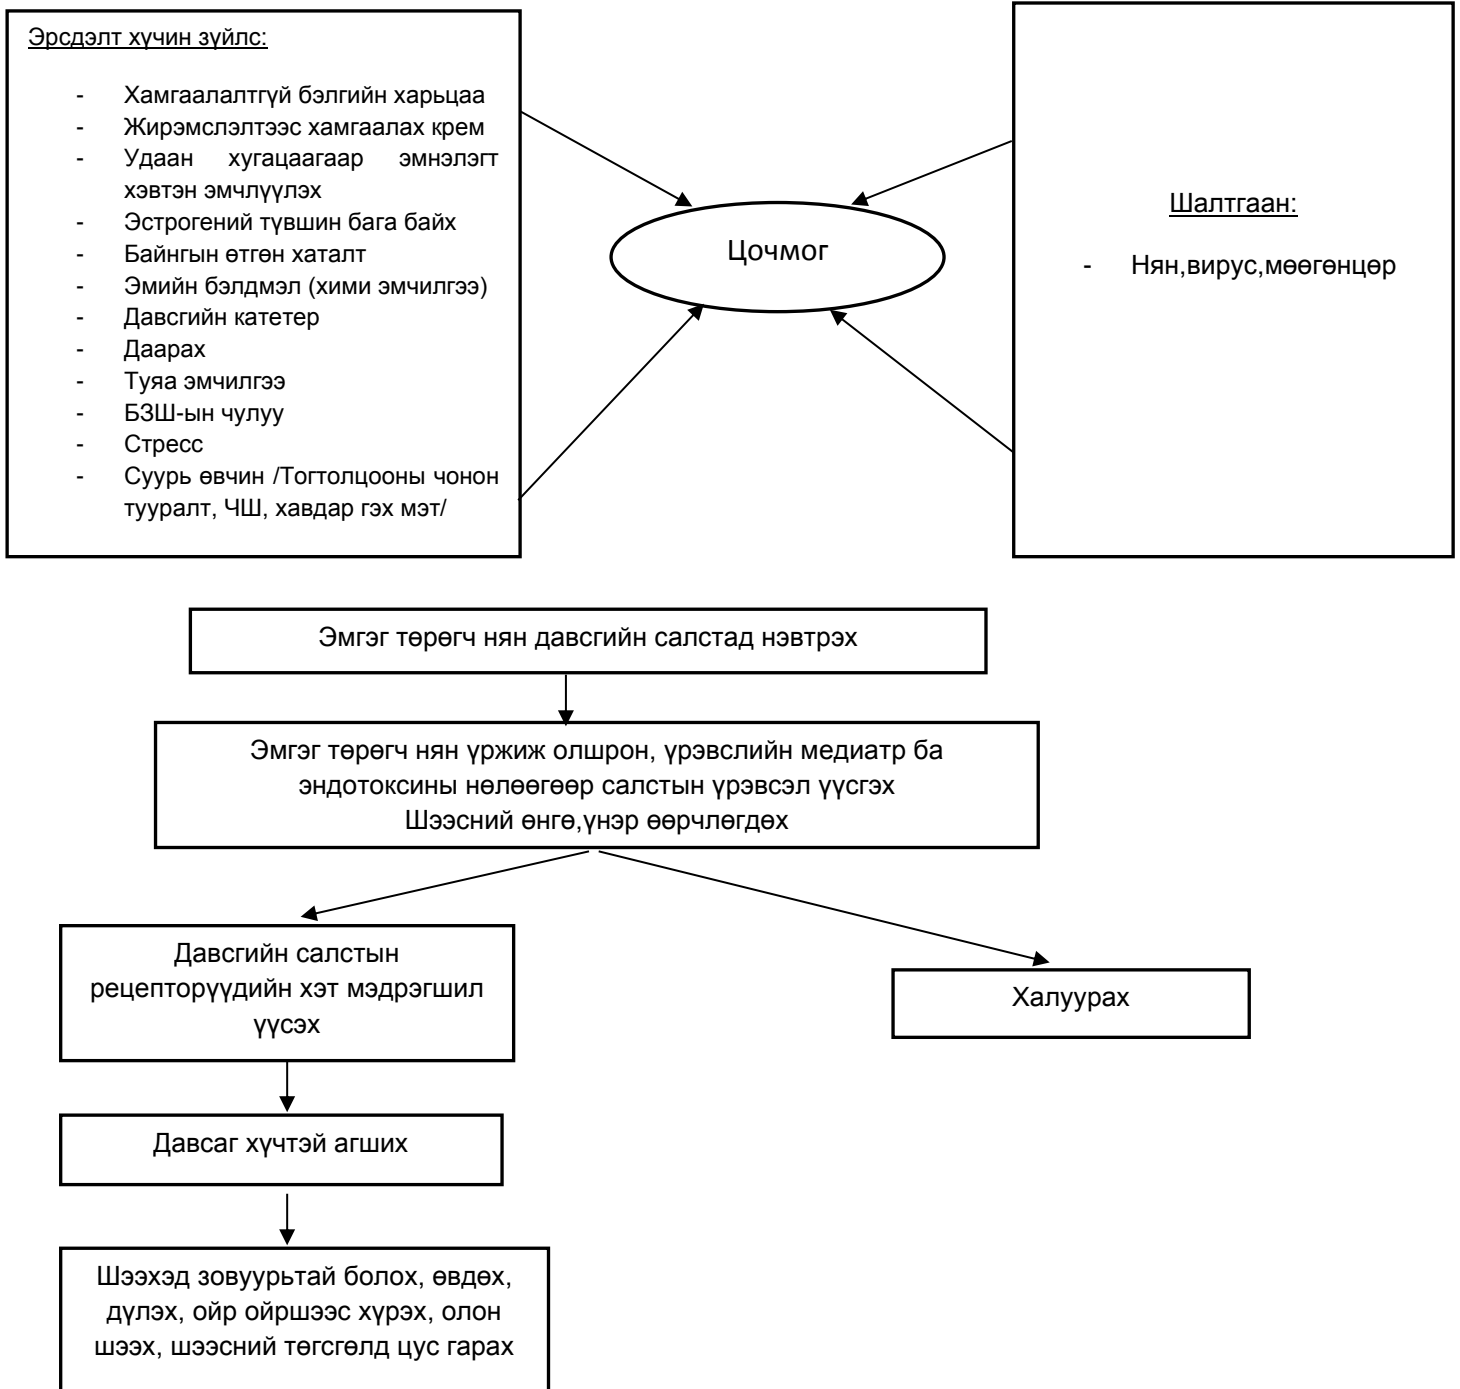 Эрсдэлт хүчин зүйлс:
- Хамгаалалтгүй бэлгийн харьцаа
- Жирэмслэлтээс хамгаалах крем
- Удаан хугацаагаар эмнэлэгт
хэвтэн эмчлүүлэх
- Эстрогений түвшин бага байх
- Байнгын өтгөн хаталт
- Эмийн бэлдмэл (хими эмчилгээ)
- Давсгийн катетер
- Даарах
- Туяа эмчилгээ
- БЗШ-ын чулуу
- Стресс
- Суурь өвчин /Тогтолцооны чонон
тууралт, ЧШ, хавдар гэх мэт/
Цочмог
Шалтгаан:
- Нян,вирус,мөөгөнцөр
Эмгэг төрөгч нян давсгийн салстад нэвтрэх
Эмгэг төрөгч нян үржиж олшрон, үрэвслийн медиатр ба
эндотоксины нөлөөгөөр салстын үрэвсэл үүсгэх
Шээсний өнгө,үнэр өөрчлөгдөх
Давсгийн салстын
рецепторүүдийн хэт мэдрэгшил
үүсэх
Халуурах
Давсаг хүчтэй агших
Шээхэд зовуурьтай болох, өвдөх,
дүлэх, ойр ойршээс хүрэх, олон
шээх, шээсний төгсгөлд цус гарах